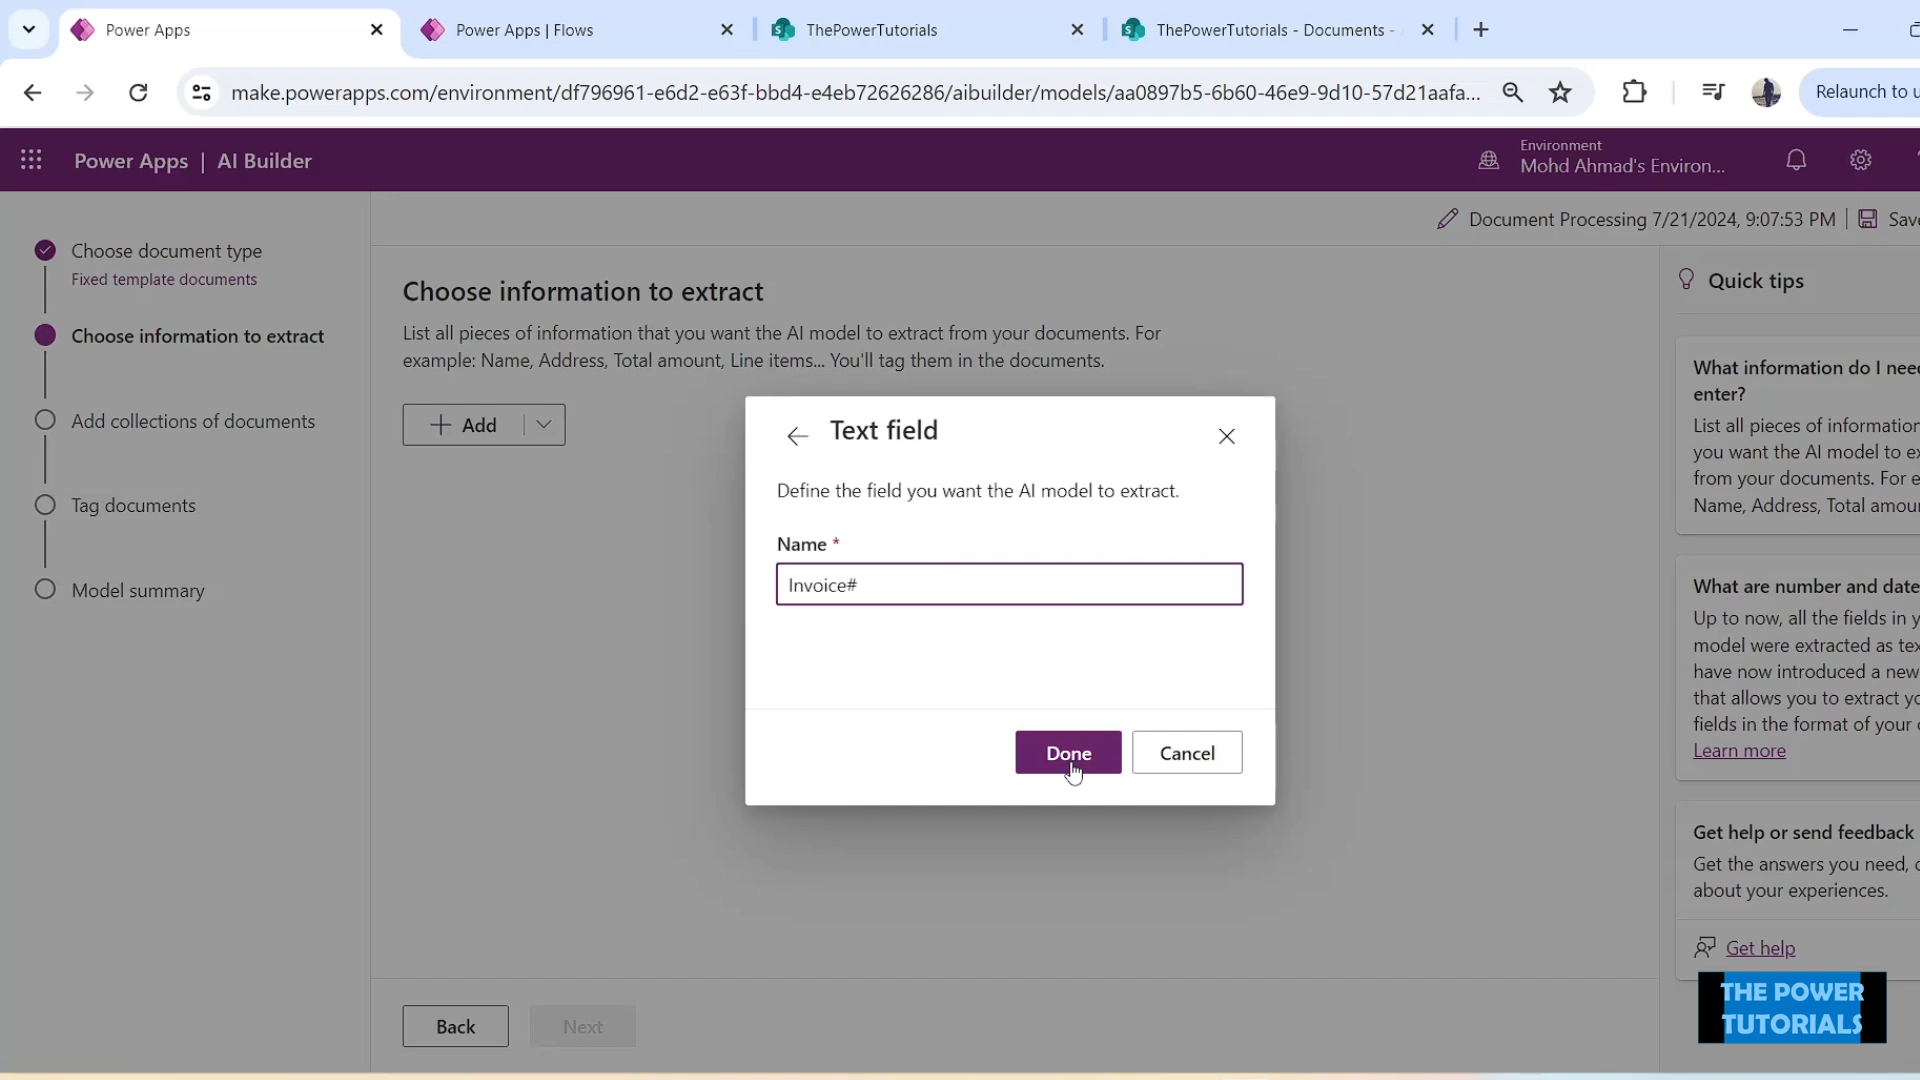 Power Apps
Power Apps | Flows
ThePowerTutorials
ThePowerTutorials - Documents -
make.powerapps.com/environment/df796961-e6d2-e63f-bbd4-e4eb72626286/aibuilder/models/aa0897b5-6b60-46e9-9d10-57d21aafa...
Relaunch to u
Power Apps | AI Builder
Environment
Mohd Ahmad's Environ...
Document Processing 7/21/2024, 9:07:53 PM
Save
Choose document type
Fixed template documents
Choose information to extract
Add collections of documents
Tag documents
Model summary
Choose information to extract
List all pieces of information that you want the AI model to extract from your documents. For
example: Name, Address, Total amount, Line items... You'll tag them in the documents.
Add
Text field
Define the field you want the AI model to extract.
Name *
Invoice#
Done
Cancel
Back
Next
Quick tips
What information do I nee
enter?
List all pieces of information
you want the AI model to ex
from your documents. For e
Name, Address, Total amou
What are number and date
Up to now, all the fields in y
model were extracted as tex
have now introduced a new
that allows you to extract yo
fields in the format of your
Learn more
Get help or send feedback
Get the answers you need,
about your experiences.
Get help
THE POWER
TUTORIALS